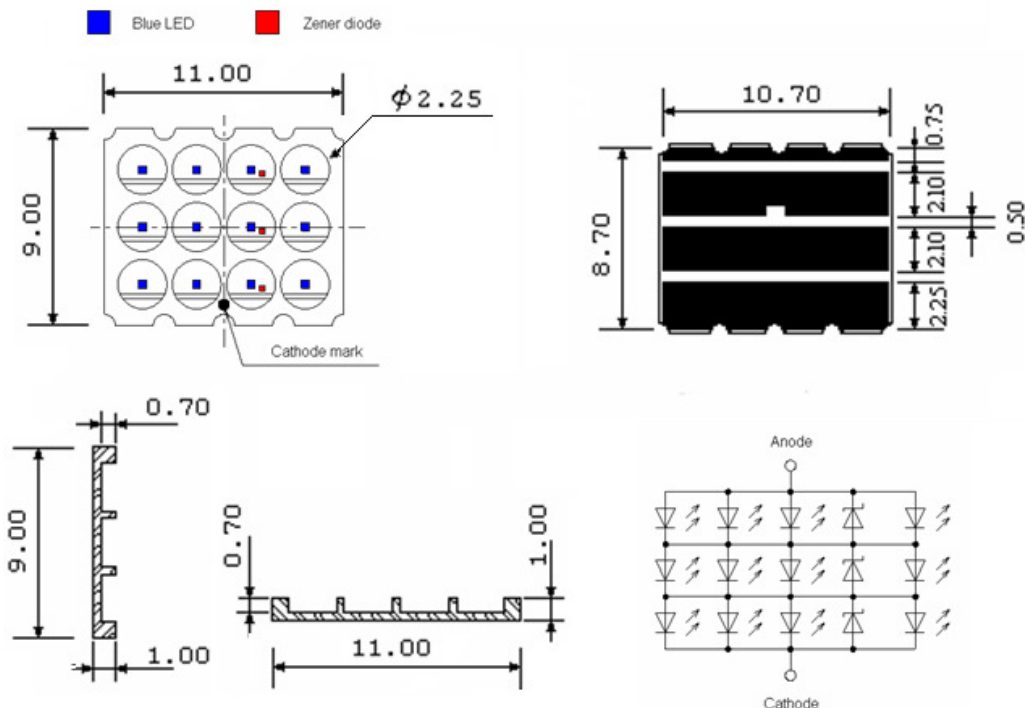 Blue LED
Zener diode
11.00
ϕ2.25
9.00
Cathode mark
10.70
0.75
2.10
0.50
2.10
2.25
8.70
0.70
9.00
1.00
0.70
1.00
11.00
Anode
Cathode